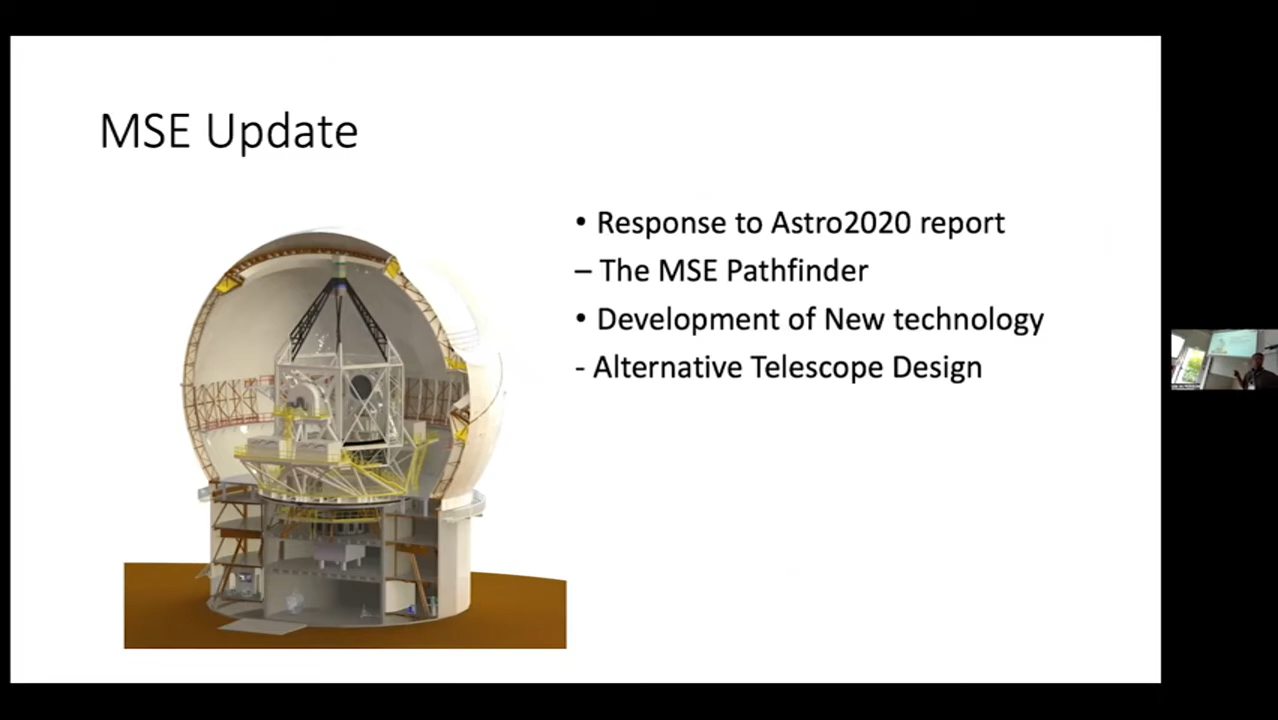 MSE Update
• Response to Astro2020 report
– The MSE Pathfinder
• Development of New technology
- Alternative Telescope Design